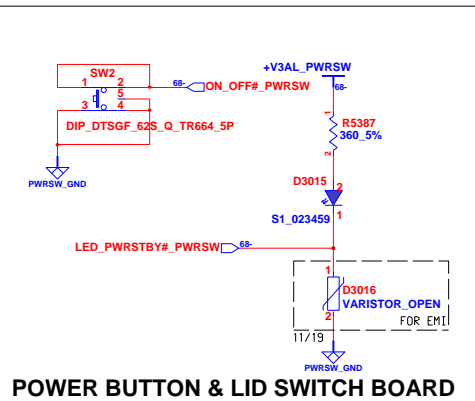 SW2
1 2
5
3 4
DIP_DTSGF_62S_Q_TR664_5P
PWRSW_GND
68-
ON_OFF#_PWRSW
+V3AL_PWRSW
68-
1
R5387
360_5%
2
D3015
2
S1_023459
1
LED_PWRSTBY#_PWRSW
68-
1
D3016
VARISTOR_OPEN
2
FOR EMI
11/19
PWRSW_GND
POWER BUTTON & LID SWITCH BOARD